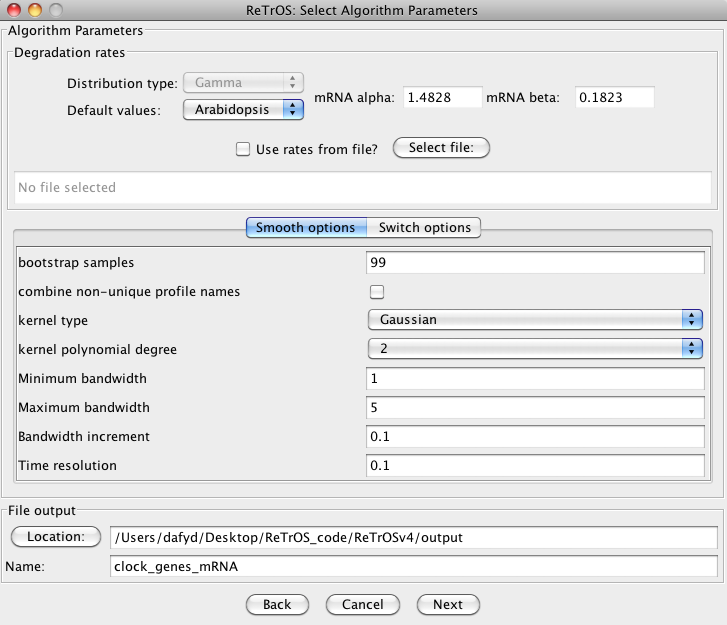 ReTrOS: Select Algorithm Parameters
Algorithm Parameters
Degradation rates
Distribution type: Gamma
mRNA alpha: 1.4828 mRNA beta: 0.1823
Default values: Arabidopsis
Use rates from file? Select file:
No file selected
Smooth options Switch options
bootstrap samples 99
combine non-unique profile names
kernel type Gaussian
kernel polynomial degree 2
Minimum bandwidth 1
Maximum bandwidth 5
Bandwidth increment 0.1
Time resolution 0.1
File output
Location: /Users/dafyd/Desktop/ReTrOS_code/ReTrOSv4/output
Name: clock_genes_mRNA
Back Cancel Next